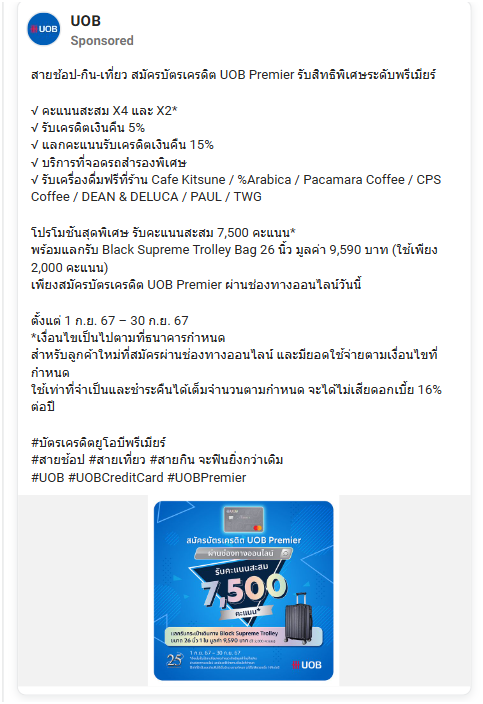 UOB
UOB
Sponsored
สายช้อป-กิน-เที่ยว สมัครบัตรเครดิต UOB Premier รับสิทธิพิเศษระดับพรีเมียร์
√ คะแนนสะสม X4 และ X2*
√ รับเครดิตเงินคืน 5%
√ แลกคะแนนรับเครดิตเงินคืน 15%
√ บริการที่จอดรถสำรองพิเศษ
√ รับเครื่องดื่มฟรีที่ร้าน Cafe Kitsune / %Arabica / Pacamara Coffee / CPS
Coffee / DEAN & DELUCA / PAUL / TWG
โปรโมชันสุดพิเศษ รับคะแนนสะสม 7,500 คะแนน*
พร้อมแลกรับ Black Supreme Trolley Bag 26 นิ้ว มูลค่า 9,590 บาท (ใช้เพียง
2,000 คะแนน)
เพียงสมัครบัตรเครดิต UOB Premier ผ่านช่องทางออนไลน์วันนี้
ตั้งแต่ 1 ก.ย. 67 – 30 ก.ย. 67
*เงื่อนไขเป็นไปตามที่ธนาคารกำหนด
สำหรับลูกค้าใหม่ที่สมัครผ่านช่องทางออนไลน์ และมียอดใช้จ่ายตามเงื่อนไขที่
กำหนด
ใช้เท่าที่จำเป็นและชำระคืนได้เต็มจำนวนตามกำหนด จะได้ไม่เสียดอกเบี้ย 16%
ต่อปี
#บัตรเครดิตยูโอบีพรีเมียร์
#สายช้อป #สายเที่ยว #สายกิน จะฟินยิ่งกว่าเดิม
#UOB #UOBCreditCard #UOBPremier
สมัครบัตรเครดิต UOB Premier
ผ่านช่องทางออนไลน์
รับคะแนนสะสม
7,500
คะแนน*
แลกรับกระเป๋าเดินทาง Black Supreme Trolley
ขนาด 26 นิ้ว 1 ใบ มูลค่า 9,590 บาท
25
1 ก.ย. 67 - 30 ก.ย. 67
UOB